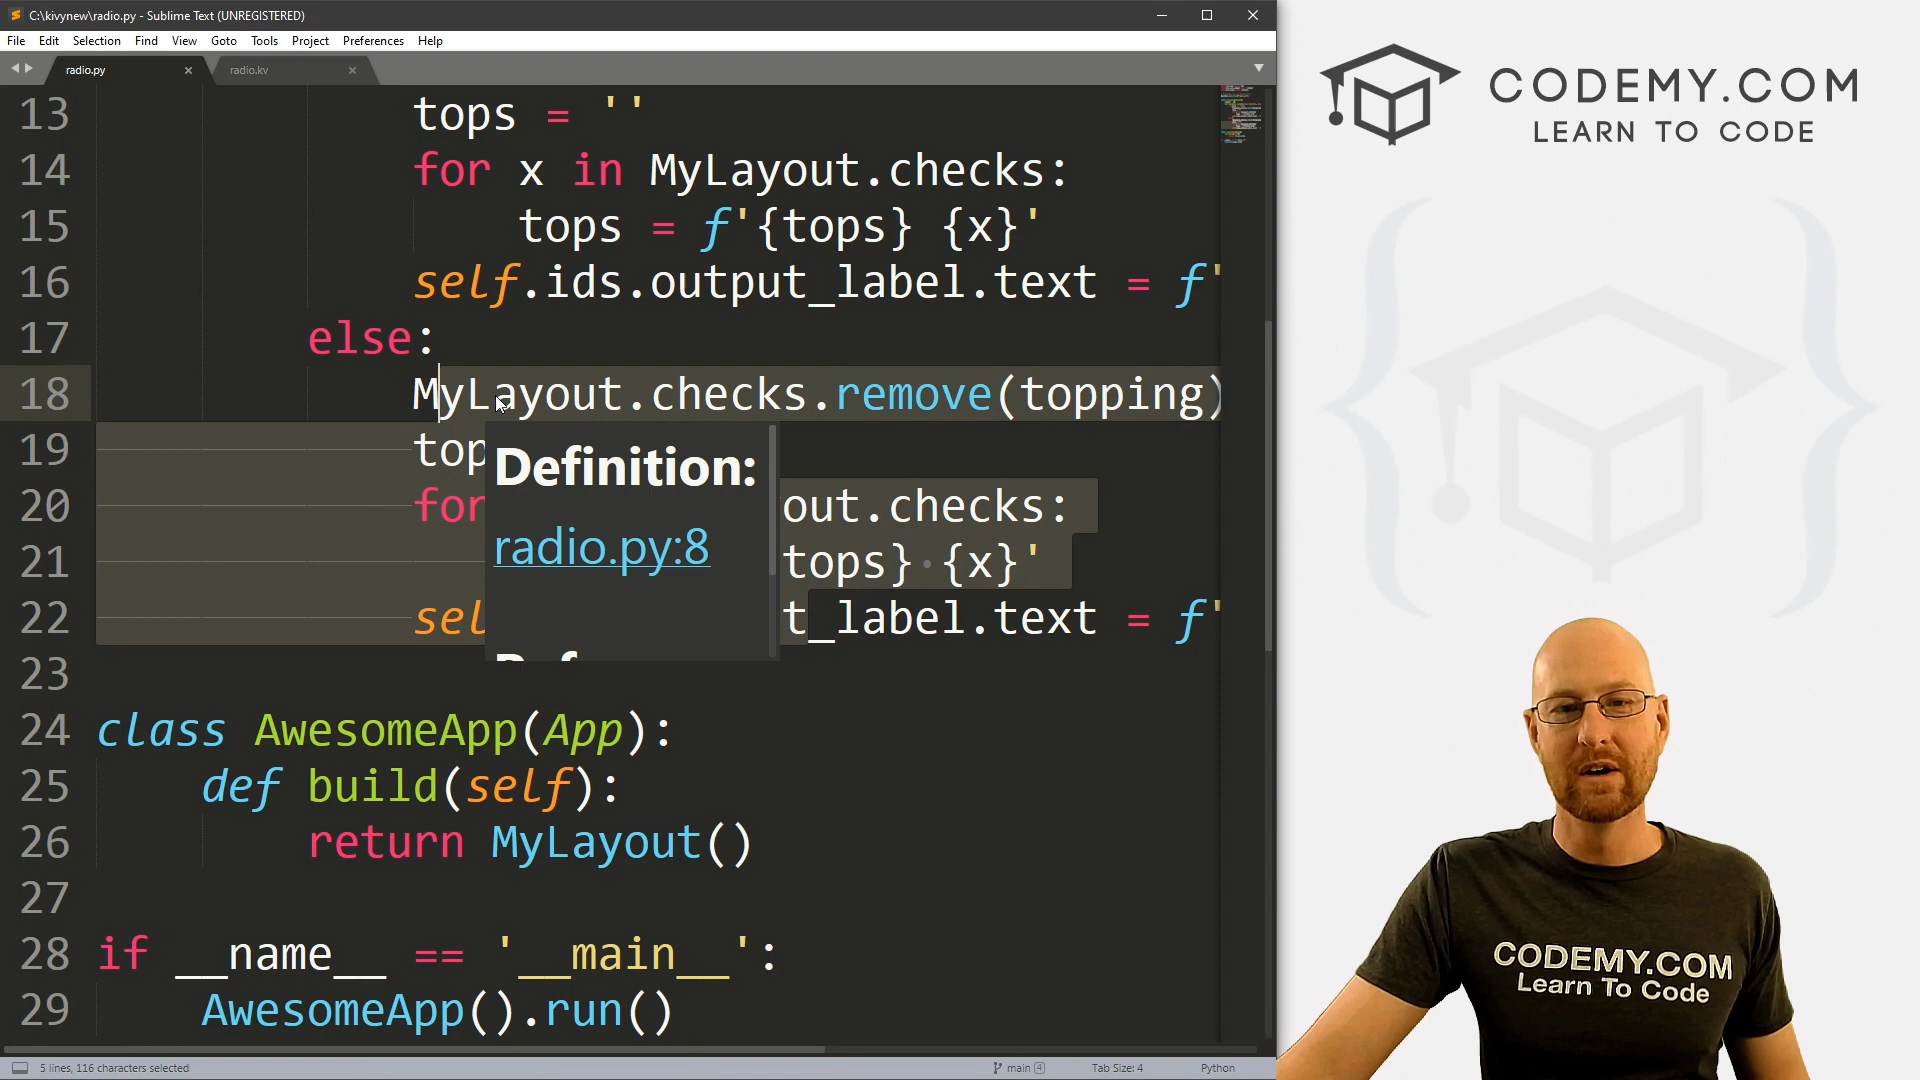 C:\kivynew\radio.py - Sublime Text (UNREGISTERED)
File Edit Selection Find View Goto Tools Project Preferences Help
radio.py
radio.kv
13 tops = ''
14 for x in MyLayout.checks:
15 tops = f'{tops} {x}'
16 self.ids.output_label.text = f'
17 else:
18 MyLayout.checks.remove(topping)
19 top
20 for out.checks:
21 tops} {x}'
22 sel t_label.text = f'
Definition:
radio.py:8
23
24 class AwesomeApp(App):
25 def build(self):
26 return MyLayout()
27
28 if __name__ == '__main__':
29 AwesomeApp().run()
5 lines, 116 characters selected
main 4
Tab Size: 4
Python
CODEMY.COM
LEARN TO CODE
CODEMY.COM
Learn To Code